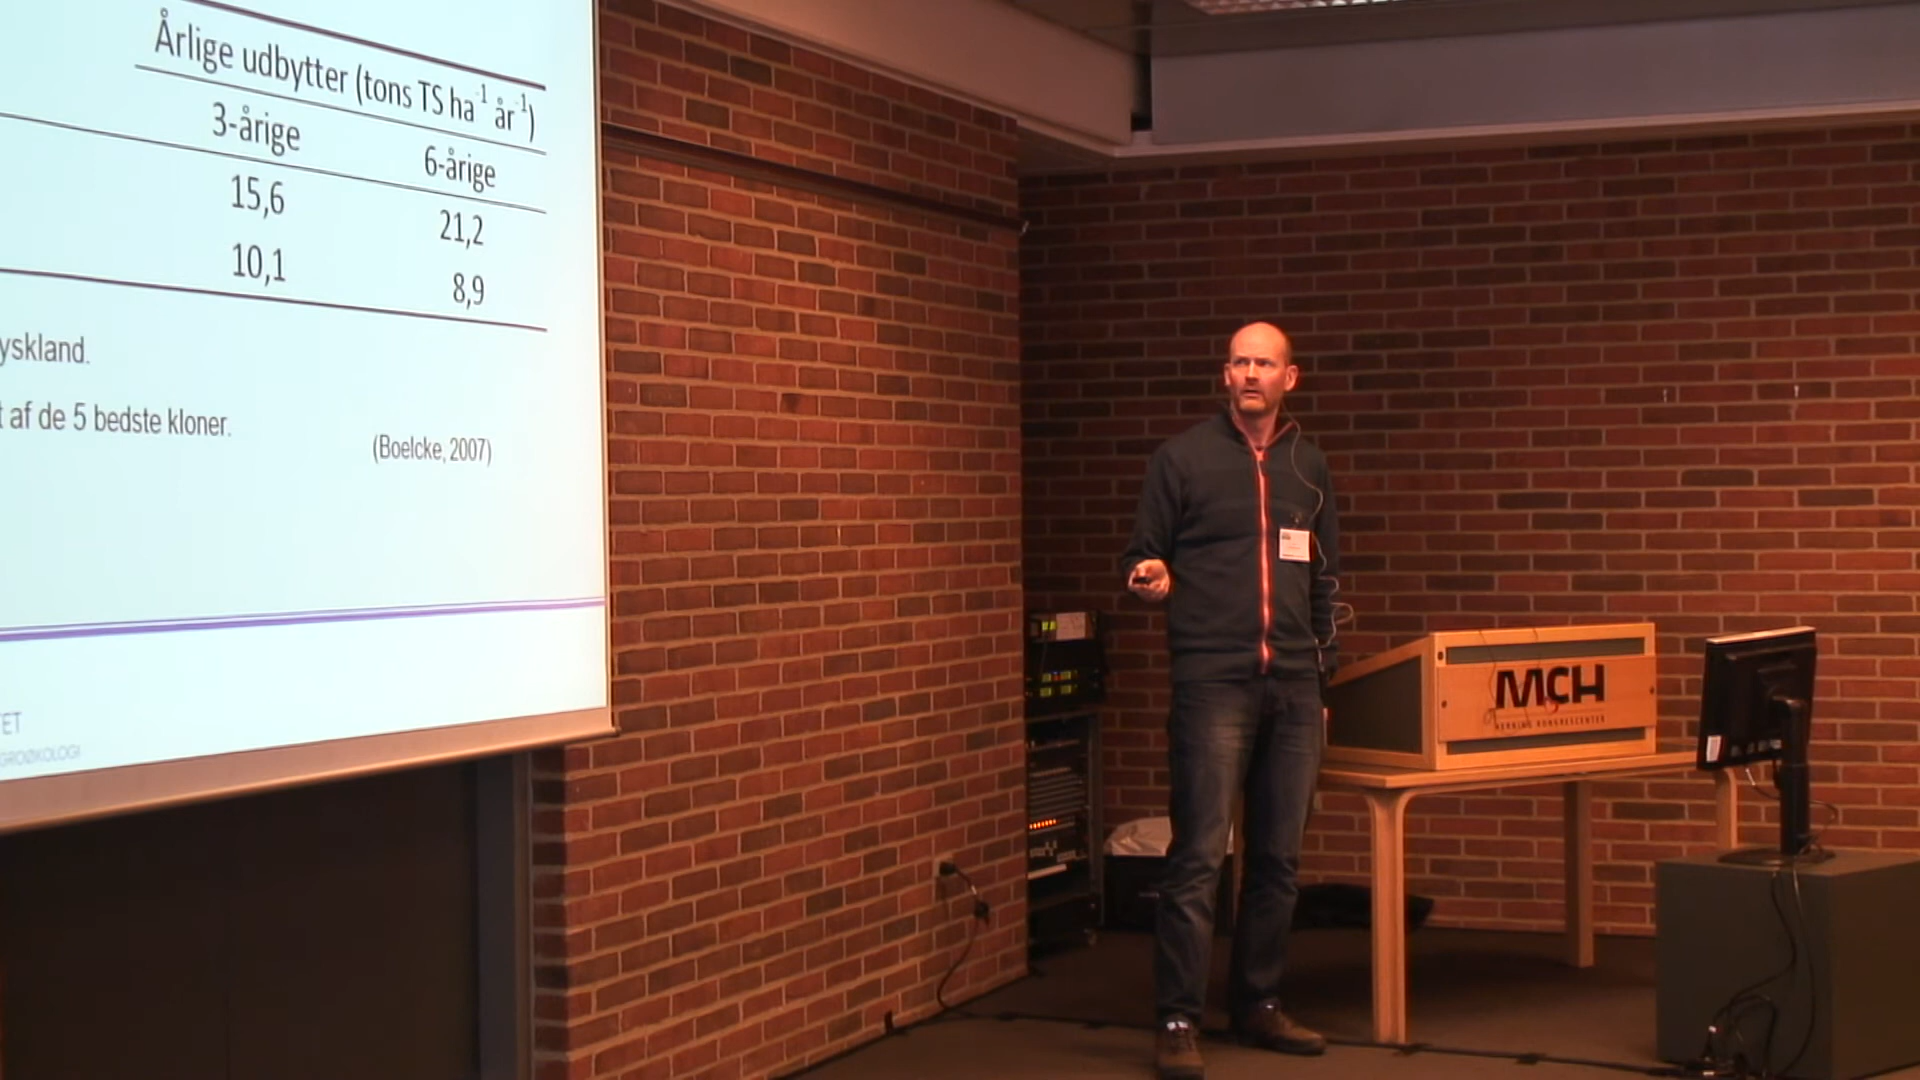 Årlige udbytter (tons TS ha⁻¹ år⁻¹)
3-årige 6-årige
15,6 21,2
10,1 8,9
yskland.
t af de 5 bedste kloner.
(Boelcke, 2007)
TET
GROØKOLOGI
MCH
HERNING KONGRESCENTER